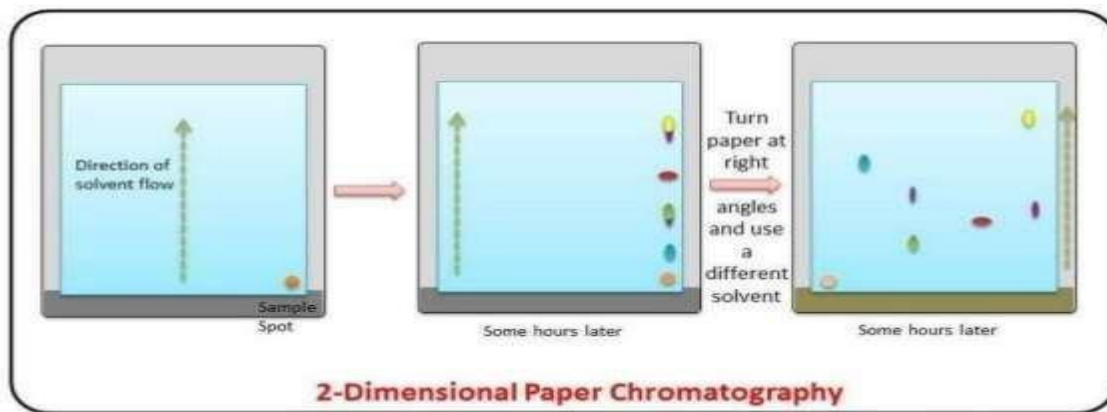 Direction of
solvent flow
Sample
Spot
Some hours later
Turn
paper at
right
angles
and use
a
different
solvent
Some hours later
2-Dimensional Paper Chromatography